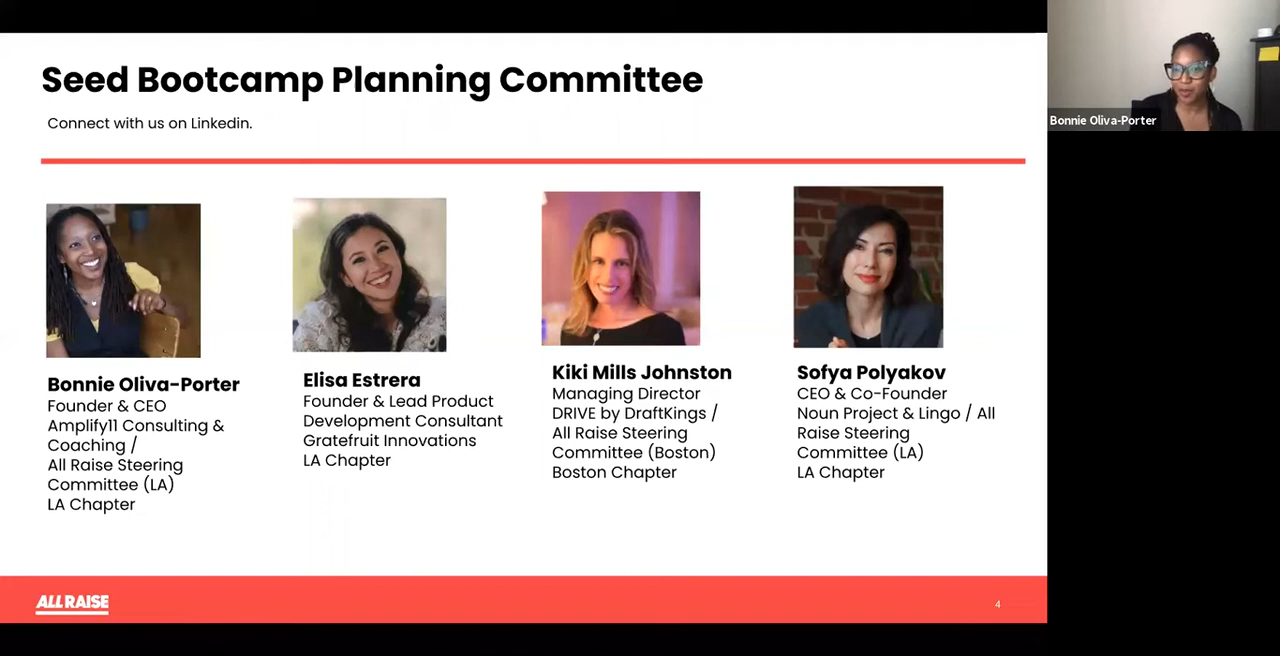 Seed Bootcamp Planning Committee
Connect with us on Linkedin.
Bonnie Oliva-Porter
Bonnie Oliva-Porter
Founder & CEO
Amplify11 Consulting &
Coaching /
All Raise Steering
Committee (LA)
LA Chapter
Elisa Estrera
Founder & Lead Product
Development Consultant
Gratefruit Innovations
LA Chapter
Kiki Mills Johnston
Managing Director
DRIVE by DraftKings /
All Raise Steering
Committee (Boston)
Boston Chapter
Sofya Polyakov
CEO & Co-Founder
Noun Project & Lingo / All
Raise Steering
Committee (LA)
LA Chapter
ALL RAISE
4